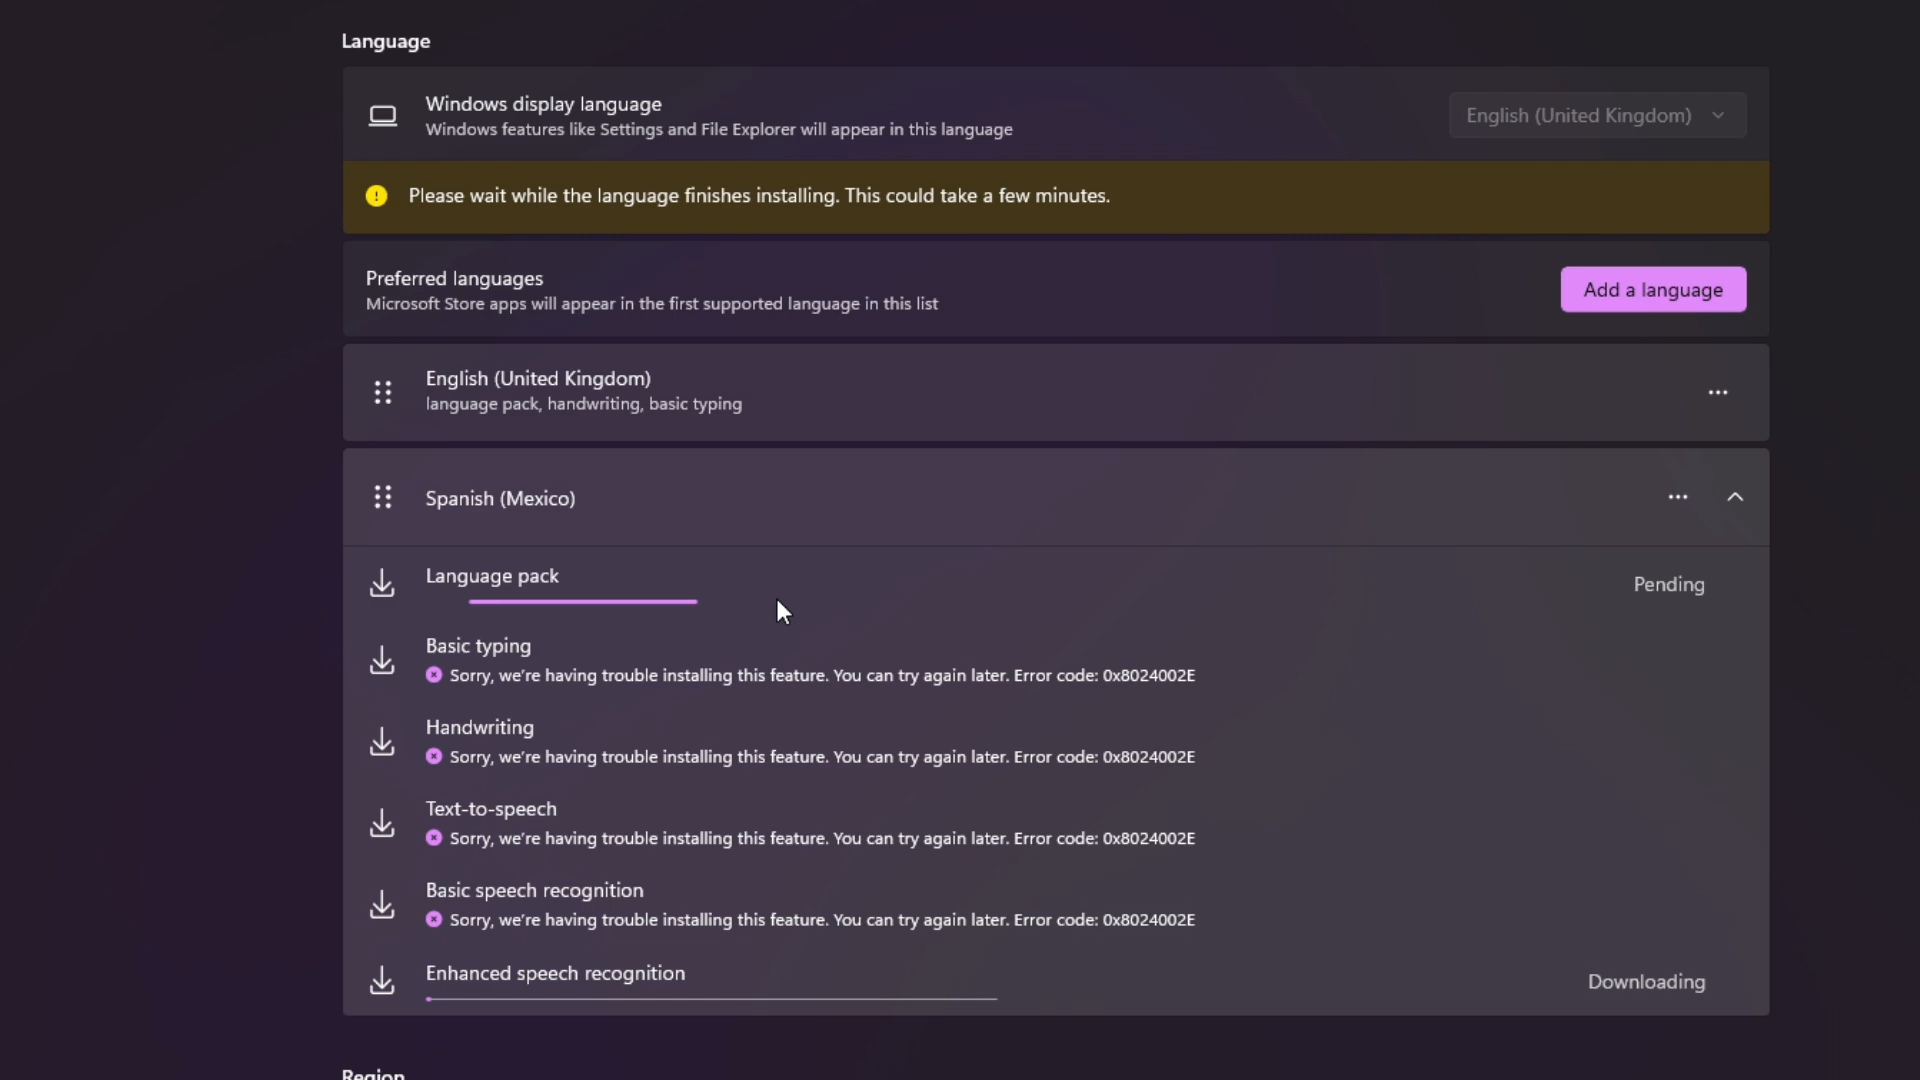 Language
Windows display language
Windows features like Settings and File Explorer will appear in this language
English (United Kingdom)
Please wait while the language finishes installing. This could take a few minutes.
Preferred languages
Microsoft Store apps will appear in the first supported language in this list
Add a language
English (United Kingdom)
language pack, handwriting, basic typing
Spanish (Mexico)
Language pack
Pending
Basic typing
Sorry, we're having trouble installing this feature. You can try again later. Error code: 0x8024002E
Handwriting
Sorry, we're having trouble installing this feature. You can try again later. Error code: 0x8024002E
Text-to-speech
Sorry, we're having trouble installing this feature. You can try again later. Error code: 0x8024002E
Basic speech recognition
Sorry, we're having trouble installing this feature. You can try again later. Error code: 0x8024002E
Enhanced speech recognition
Downloading
Region